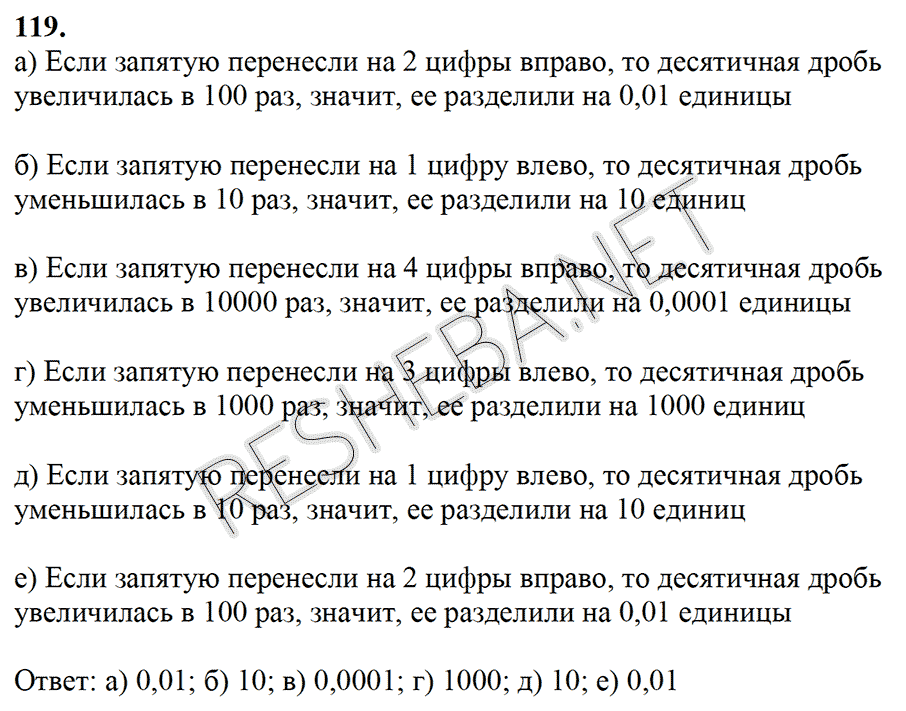 119.
а) Если запятую перенесли на 2 цифры вправо, то десятичная дробь
увеличилась в 100 раз, значит, ее разделили на 0,01 единицы
б) Если запятую перенесли на 1 цифру влево, то десятичная дробь
уменьшилась в 10 раз, значит, ее разделили на 10 единиц
в) Если запятую перенесли на 4 цифры вправо, то десятичная дробь
увеличилась в 10000 раз, значит, ее разделили на 0,0001 единицы
г) Если запятую перенесли на 3 цифры влево, то десятичная дробь
уменьшилась в 1000 раз, значит, ее разделили на 1000 единиц
д) Если запятую перенесли на 1 цифру влево, то десятичная дробь
уменьшилась в 10 раз, значит, ее разделили на 10 единиц
е) Если запятую перенесли на 2 цифры вправо, то десятичная дробь
увеличилась в 100 раз, значит, ее разделили на 0,01 единицы
Ответ: а) 0,01; б) 10; в) 0,0001; г) 1000; д) 10; е) 0,01
RESHEBA.NET